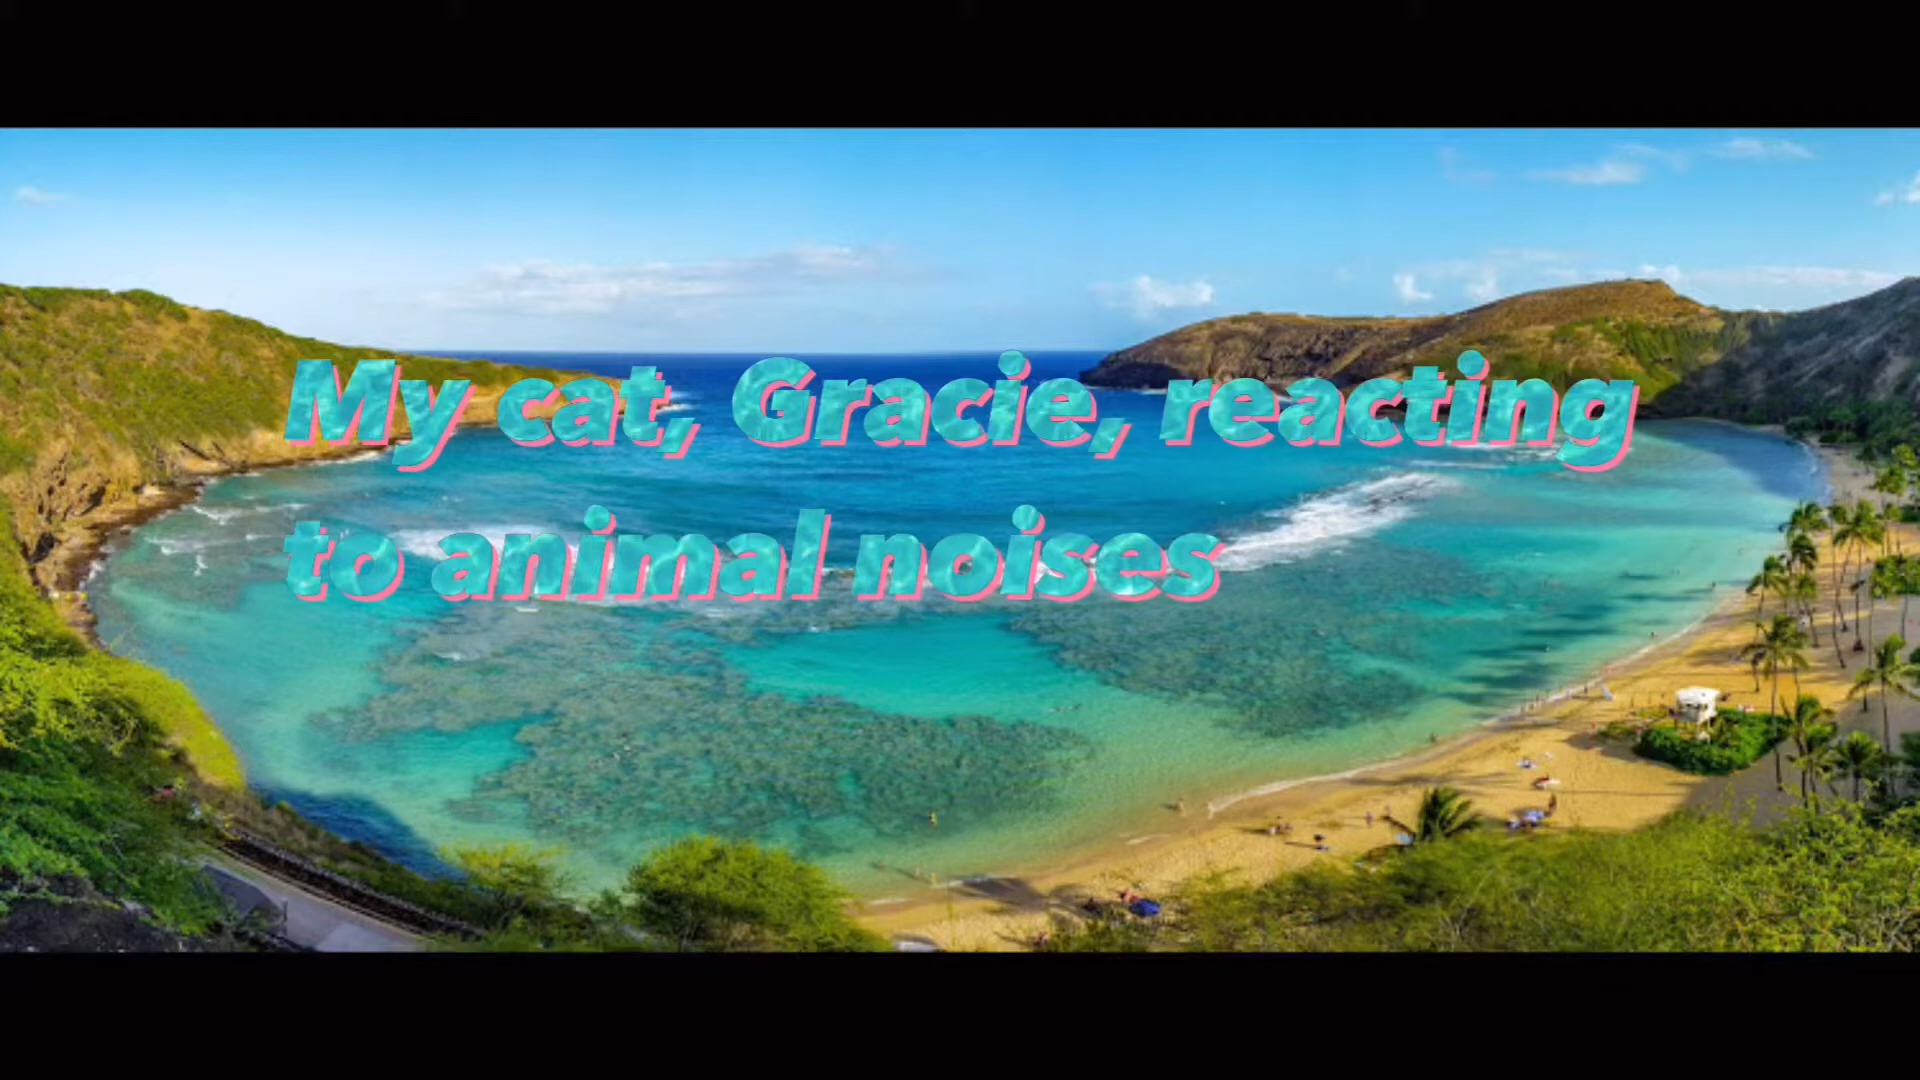 My cat, Gracie, reacting
to animal noises